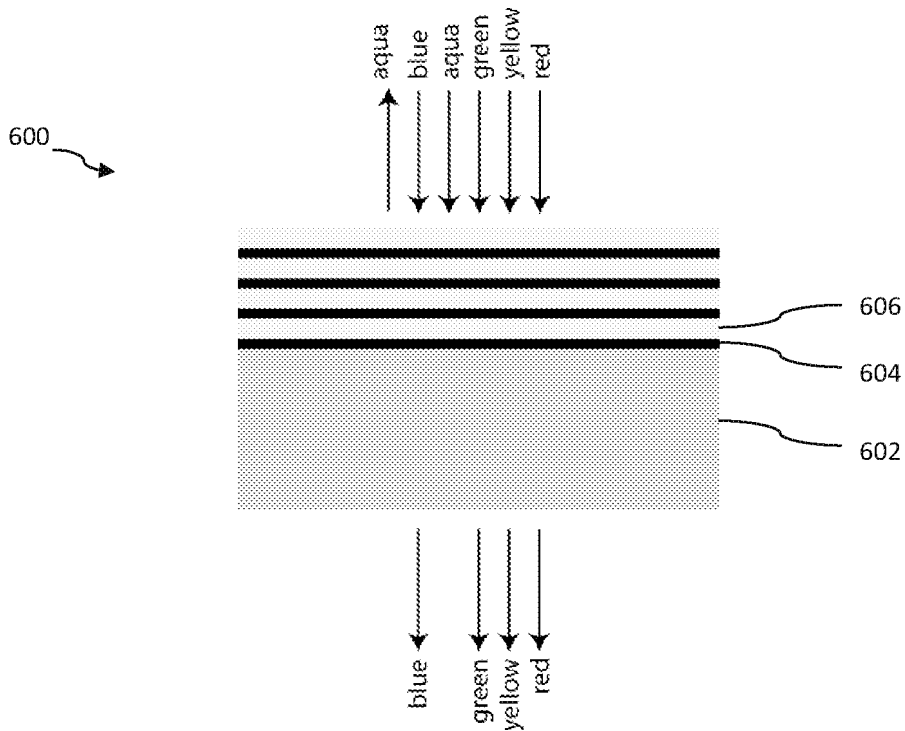 aqua
blue
aqua
green
yellow
red
600
606
604
602
blue
green
yellow
red